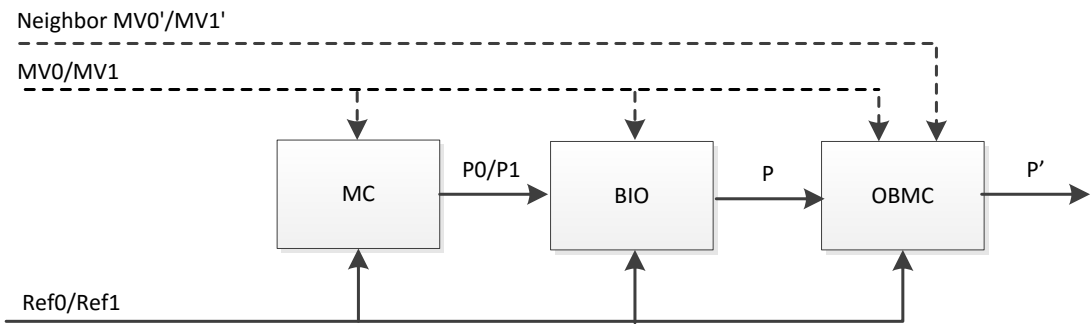 Neighbor MV0'/MV1'
MV0/MV1
MC
P0/P1
BIO
P
OBMC
P’
Ref0/Ref1